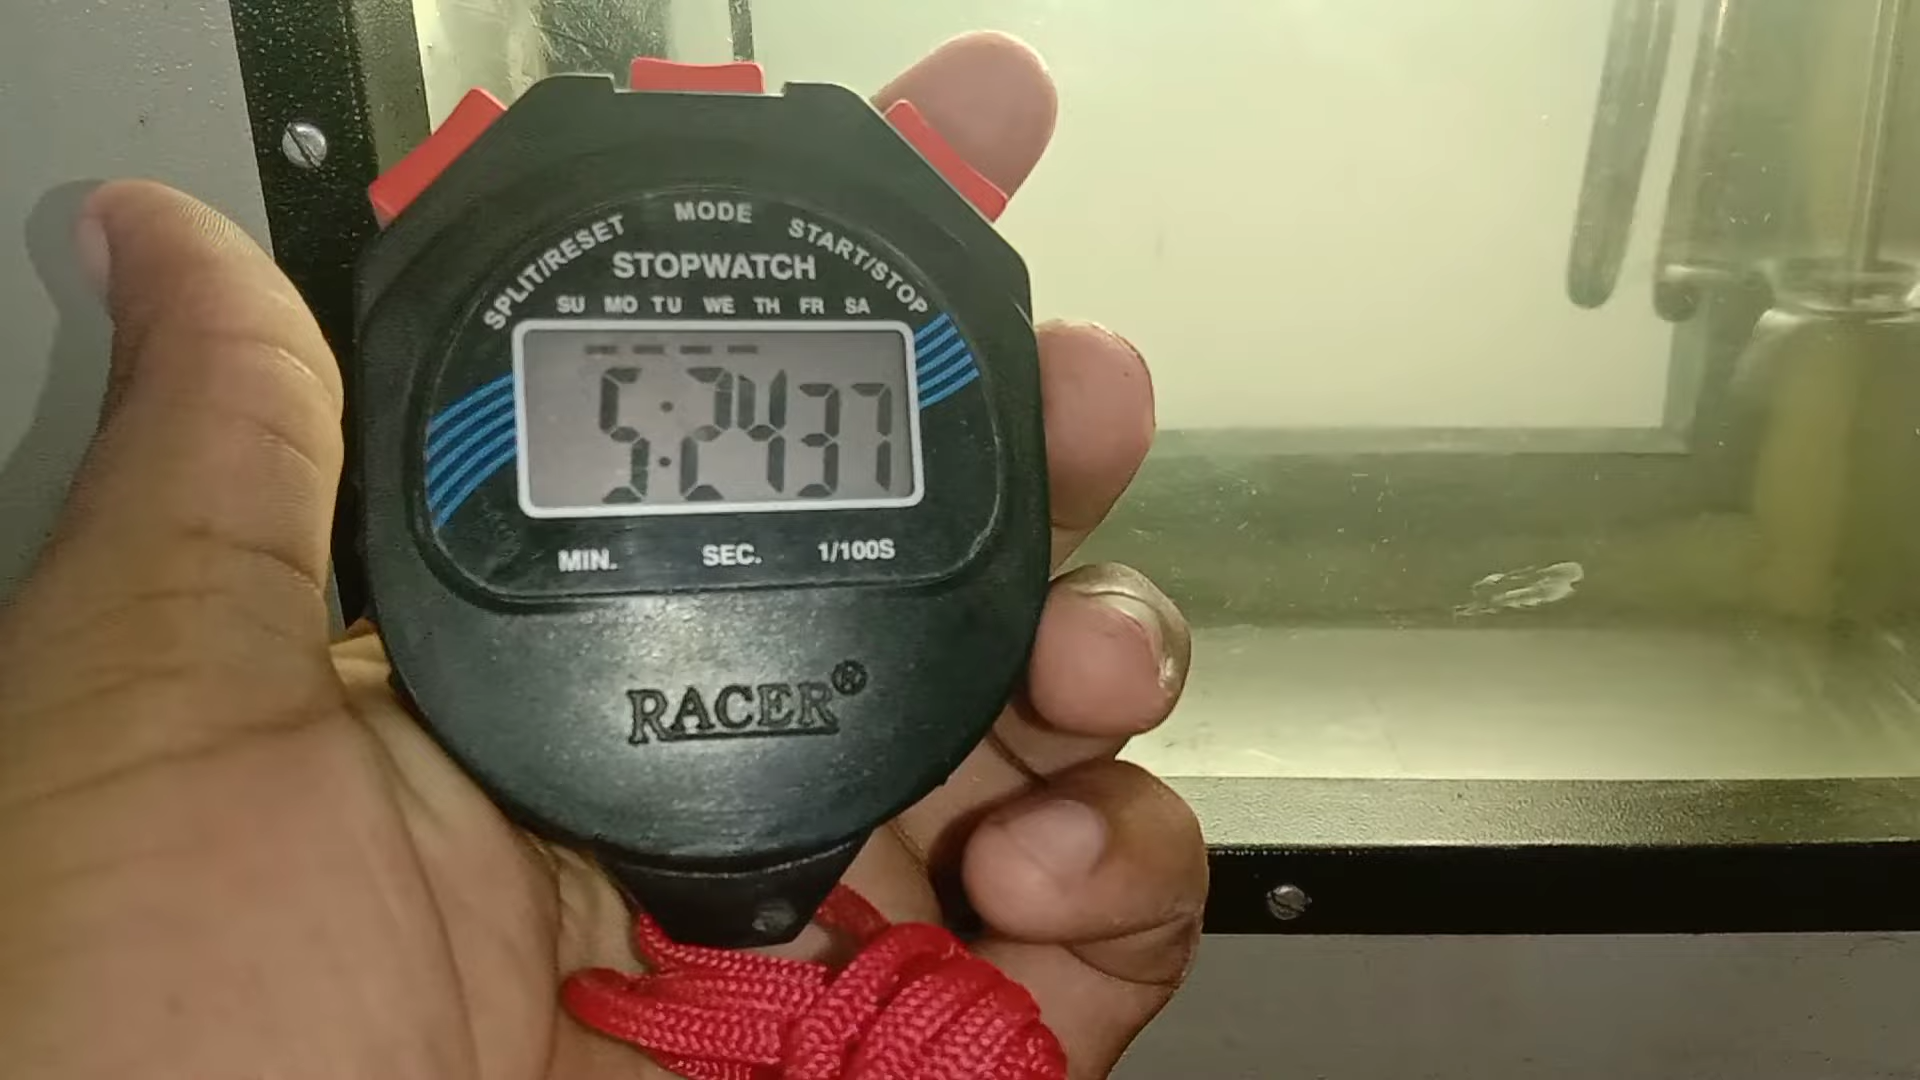 MODE
SPLIT/RESET
START/STOP
STOPWATCH
SU MO TU WE TH FR SA
5:24 37
MIN. SEC. 1/100S
RACER®